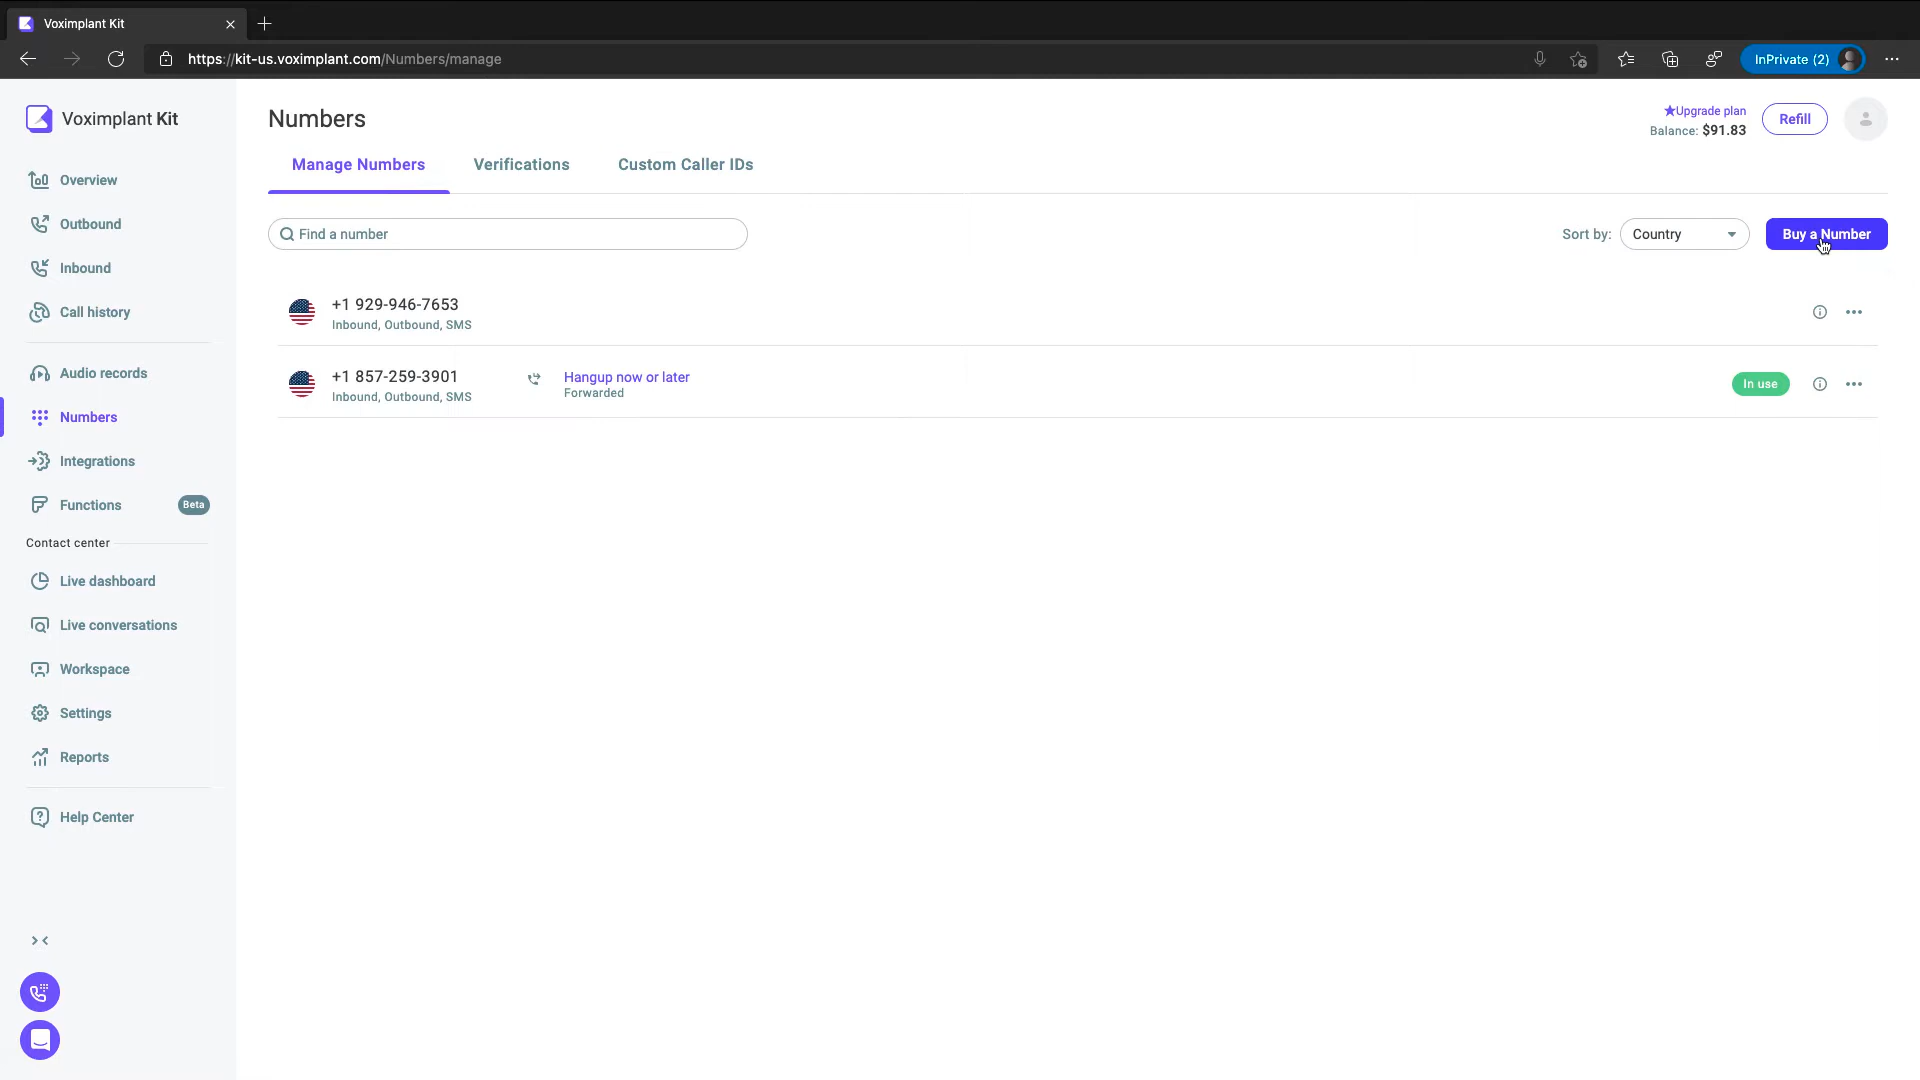 Voximplant Kit
https://kit-us.voximplant.com/Numbers/manage
InPrivate (2)
Voximplant Kit
Overview
Outbound
Inbound
Call history
Audio records
Numbers
Integrations
Functions
Beta
Contact center
Live dashboard
Live conversations
Workspace
Settings
Reports
Help Center
Numbers
Upgrade plan
Balance: $91.83
Refill
Manage Numbers
Verifications
Custom Caller IDs
Find a number
Sort by:
Country
Buy a Number
+1 929-946-7653
Inbound, Outbound, SMS
+1 857-259-3901
Inbound, Outbound, SMS
Hangup now or later
Forwarded
In use